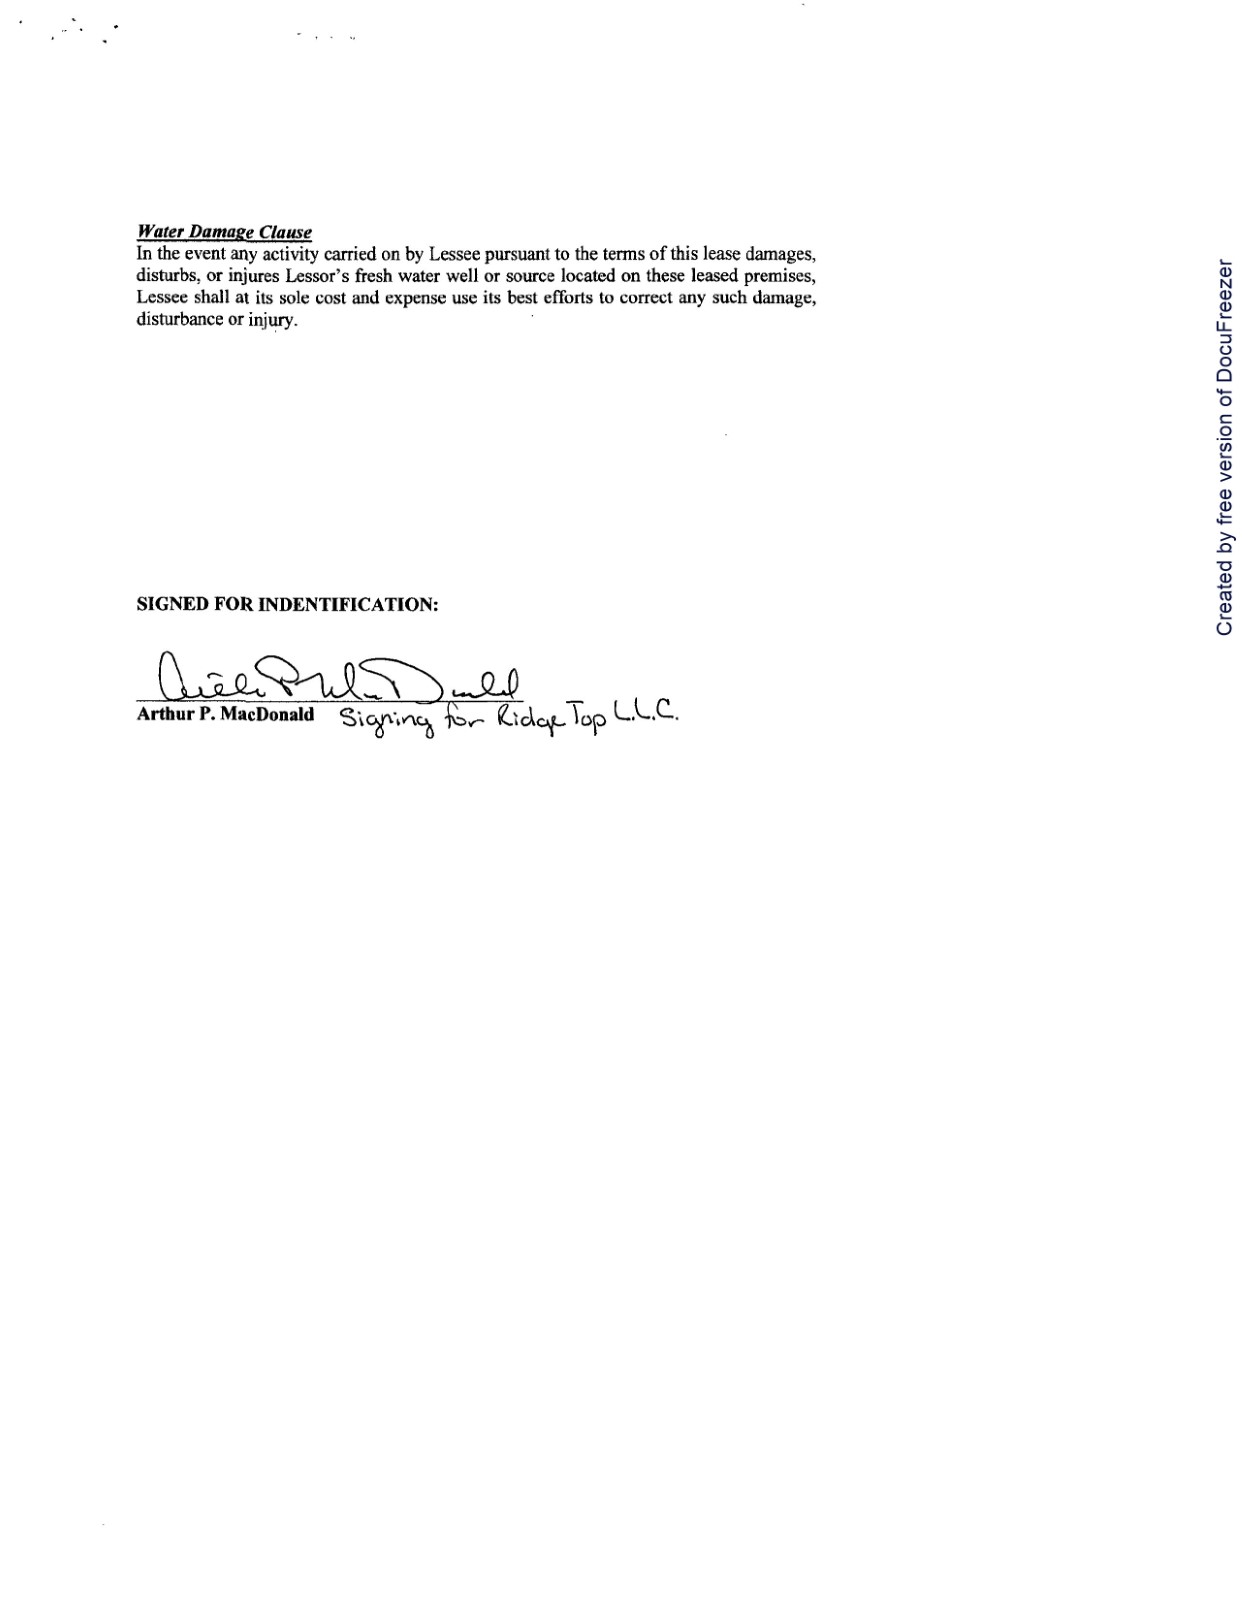 Water Damage Clause
In the event any activity carried on by Lessee pursuant to the terms of this lease damages,
disturbs, or injures Lessor's fresh water well or source located on these leased premises,
Lessee shall at its sole cost and expense use its best efforts to correct any such damage,
disturbance or injury.
SIGNED FOR INDENTIFICATION:
Arthur P. MacDonald Signing for Ridge Top L.L.C.
Created by free version of DocuFreezer